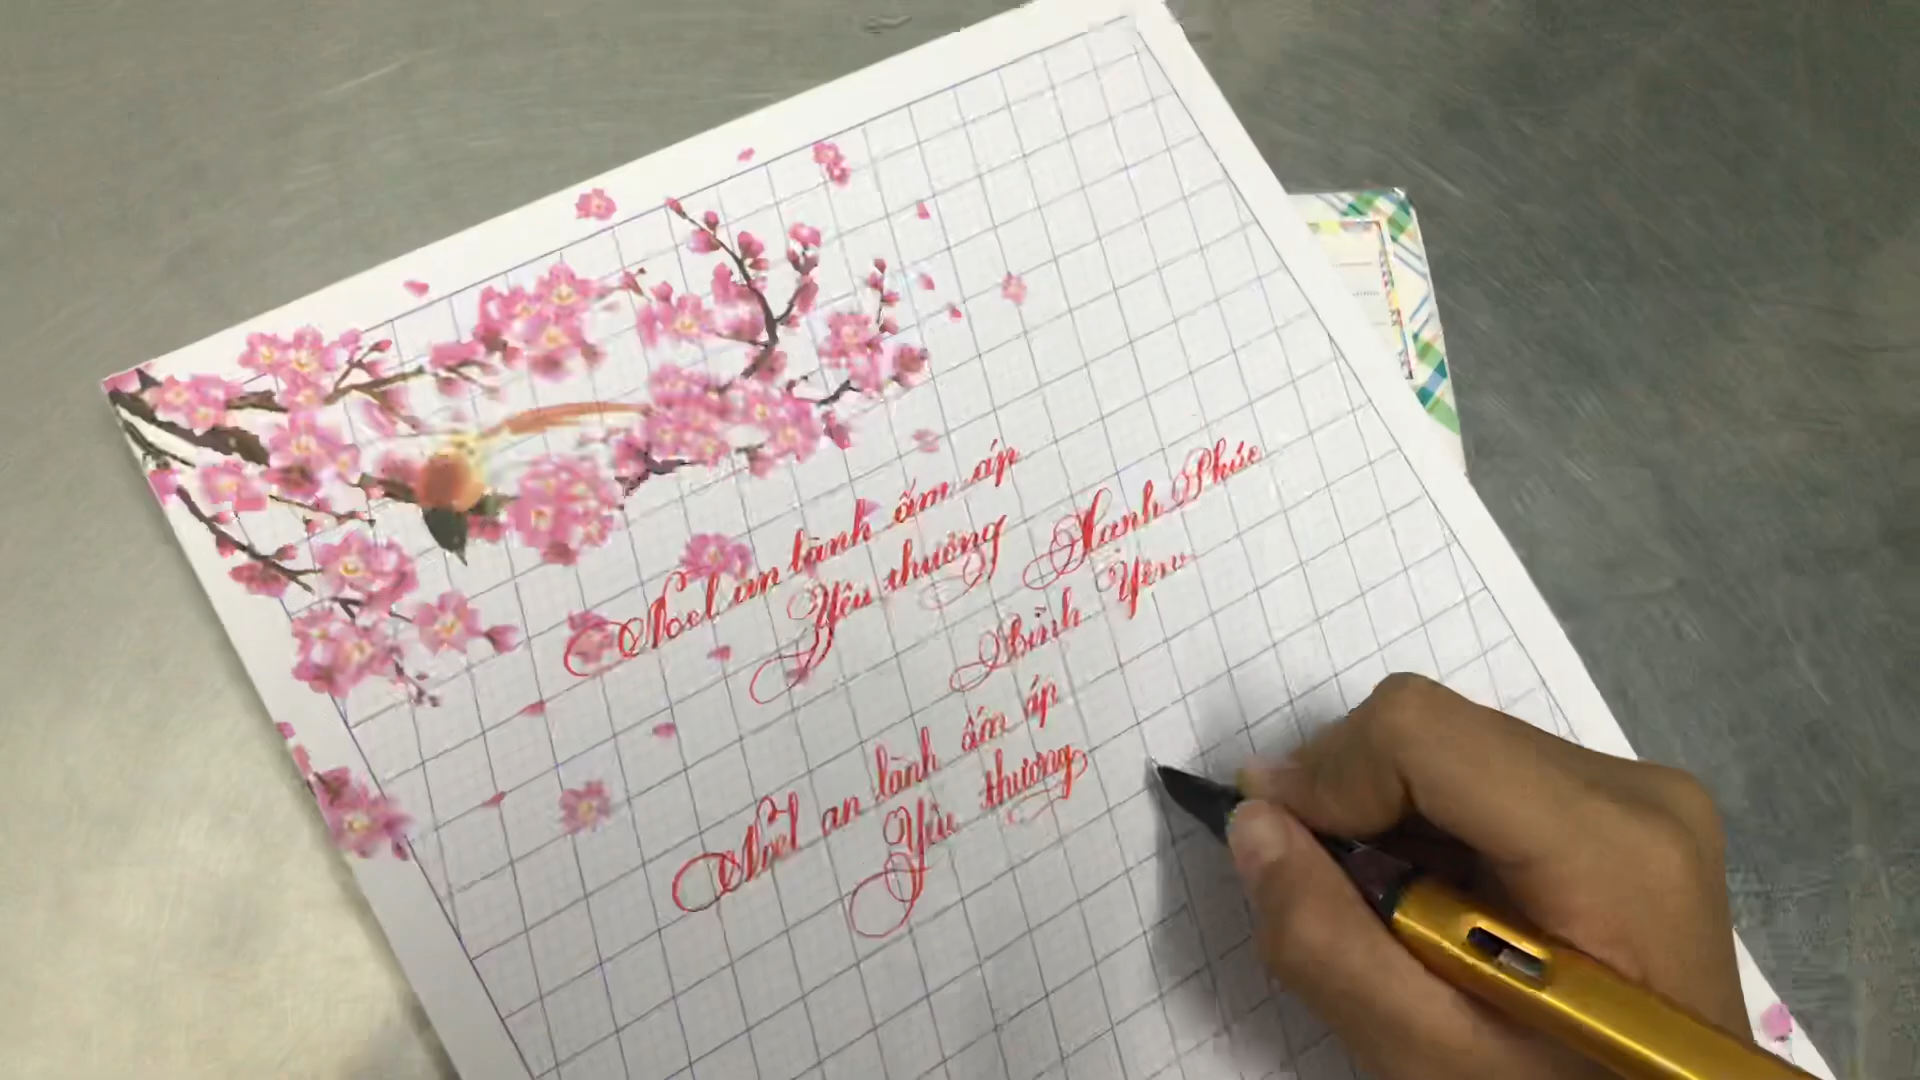 Noel an lành ấm áp
Yêu thương Hạnh Phúc
Bình Yên
Noel an lành ấm áp
Yêu thương